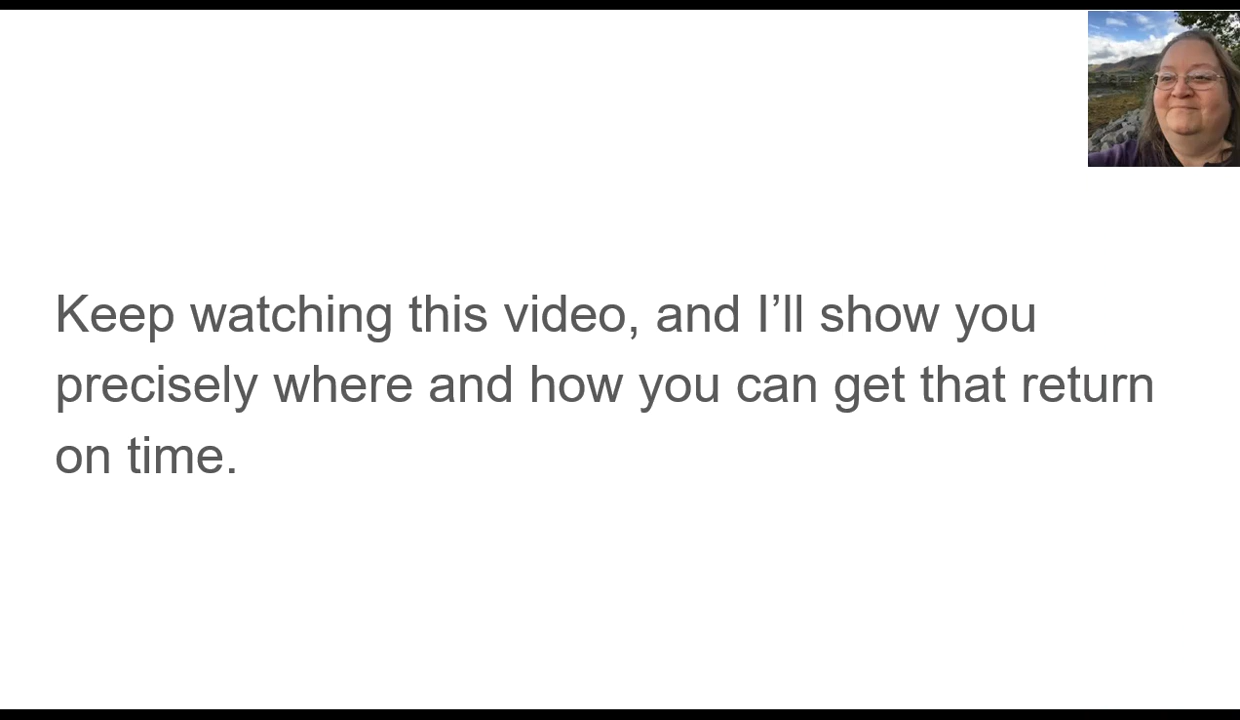 Keep watching this video, and I’ll show you
precisely where and how you can get that return
on time.